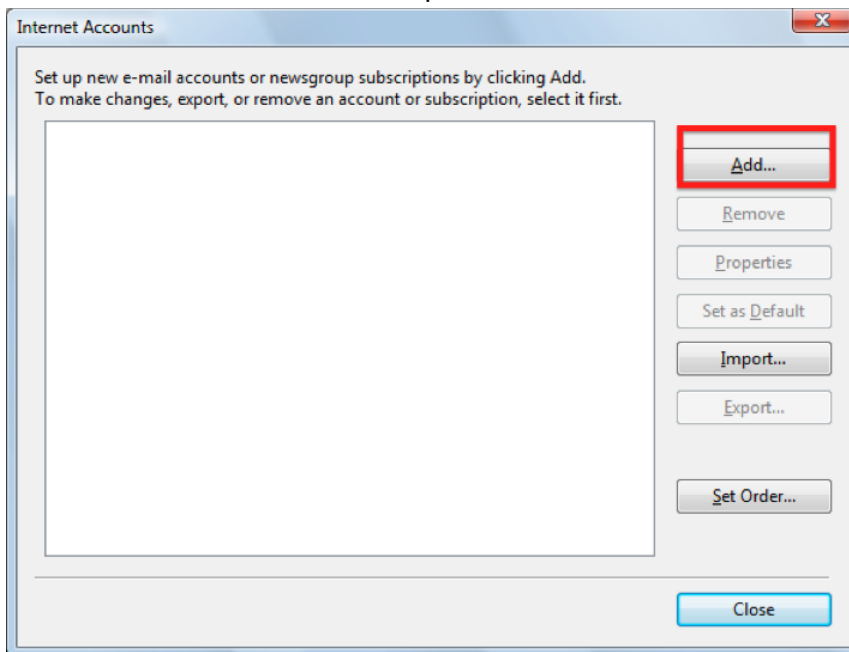 Internet Accounts
Set up new e-mail accounts or newsgroup subscriptions by clicking Add.
To make changes, export, or remove an account or subscription, select it first.
Add...
Remove
Properties
Set as Default
Import...
Export...
Set Order...
Close